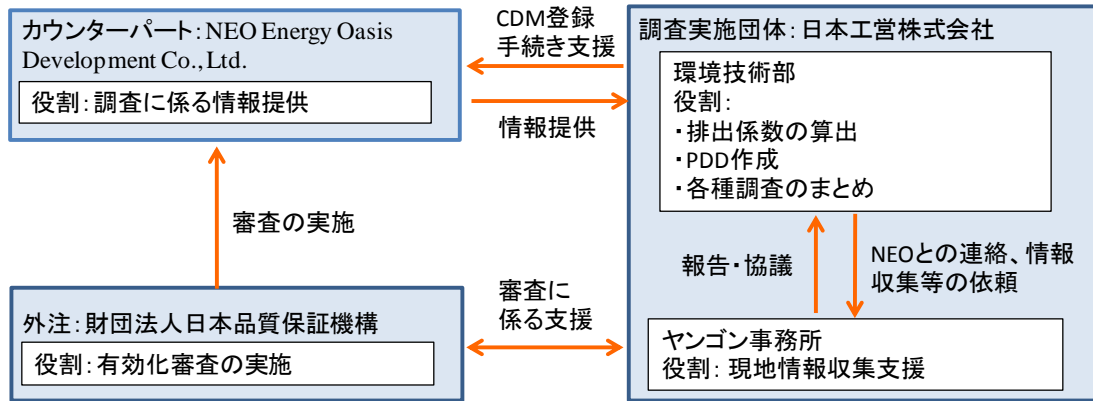 カウンターパート：NEO Energy Oasis
Development Co., Ltd.
役割：調査に係る情報提供
CDM登録
手続き支援
情報提供
調査実施団体：日本工営株式会社
環境技術部
役割：
・排出係数の算出
・PDD作成
・各種調査のまとめ
審査の実施
報告・協議
NEOとの連絡、情報
収集等の依頼
外注：財団法人日本品質保証機構
役割：有効化審査の実施
審査に
係る支援
ヤンゴン事務所
役割：現地情報収集支援